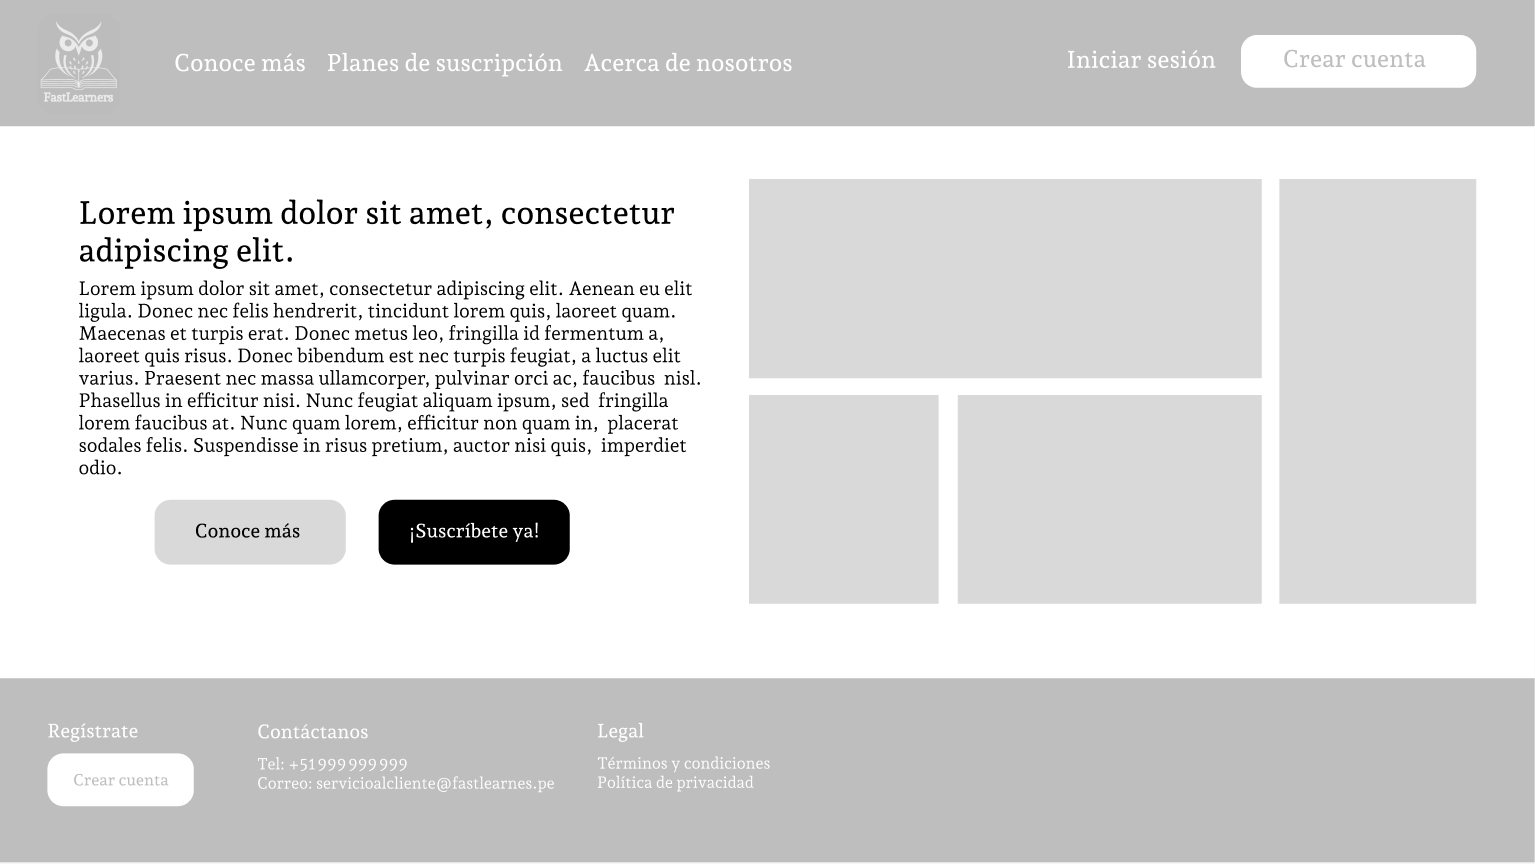 FastLearners
Conoce más
Planes de suscripción
Acerca de nosotros
Iniciar sesión
Crear cuenta
Lorem ipsum dolor sit amet, consectetur
adipiscing elit.
Lorem ipsum dolor sit amet, consectetur adipiscing elit. Aenean eu elit
ligula. Donec nec felis hendrerit, tincidunt lorem quis, laoreet quam.
Maecenas et turpis erat. Donec metus leo, fringilla id fermentum a,
laoreet quis risus. Donec bibendum est nec turpis feugiat, a luctus elit
varius. Praesent nec massa ullamcorper, pulvinar orci ac, faucibus nisl.
Phasellus in efficitur nisi. Nunc feugiat aliquam ipsum, sed fringilla
lorem faucibus at. Nunc quam lorem, efficitur non quam in, placerat
sodales felis. Suspendisse in risus pretium, auctor nisi quis, imperdiet
odio.
Conoce más
¡Suscríbete ya!
Regístrate
Crear cuenta
Contáctanos
Tel: +51 999 999 999
Correo: servicioalcliente@fastlearnes.pe
Legal
Términos y condiciones
Política de privacidad